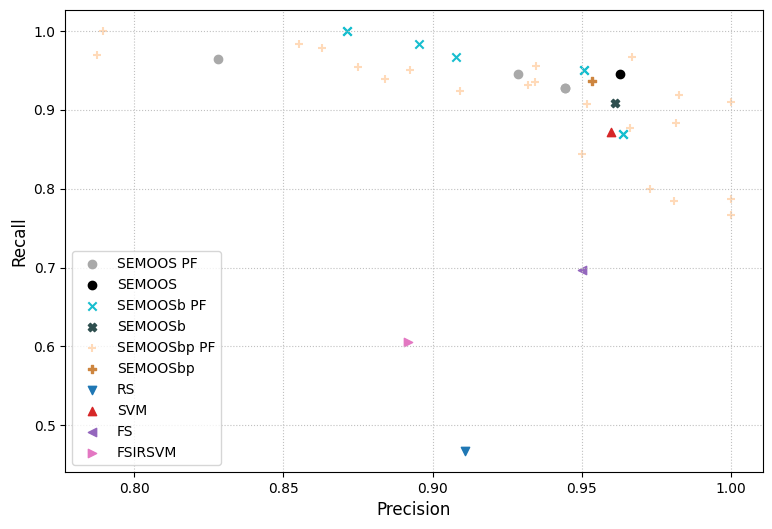 1.0
0.9
0.8
0.7
0.6
0.5
Recall
SEMOOS PF
SEMOOS
SEMOOSb PF
SEMOOSb
SEMOOSbp PF
SEMOOSbp
RS
SVM
FS
FSIRSVM
0.80
0.85
0.90
0.95
1.00
Precision